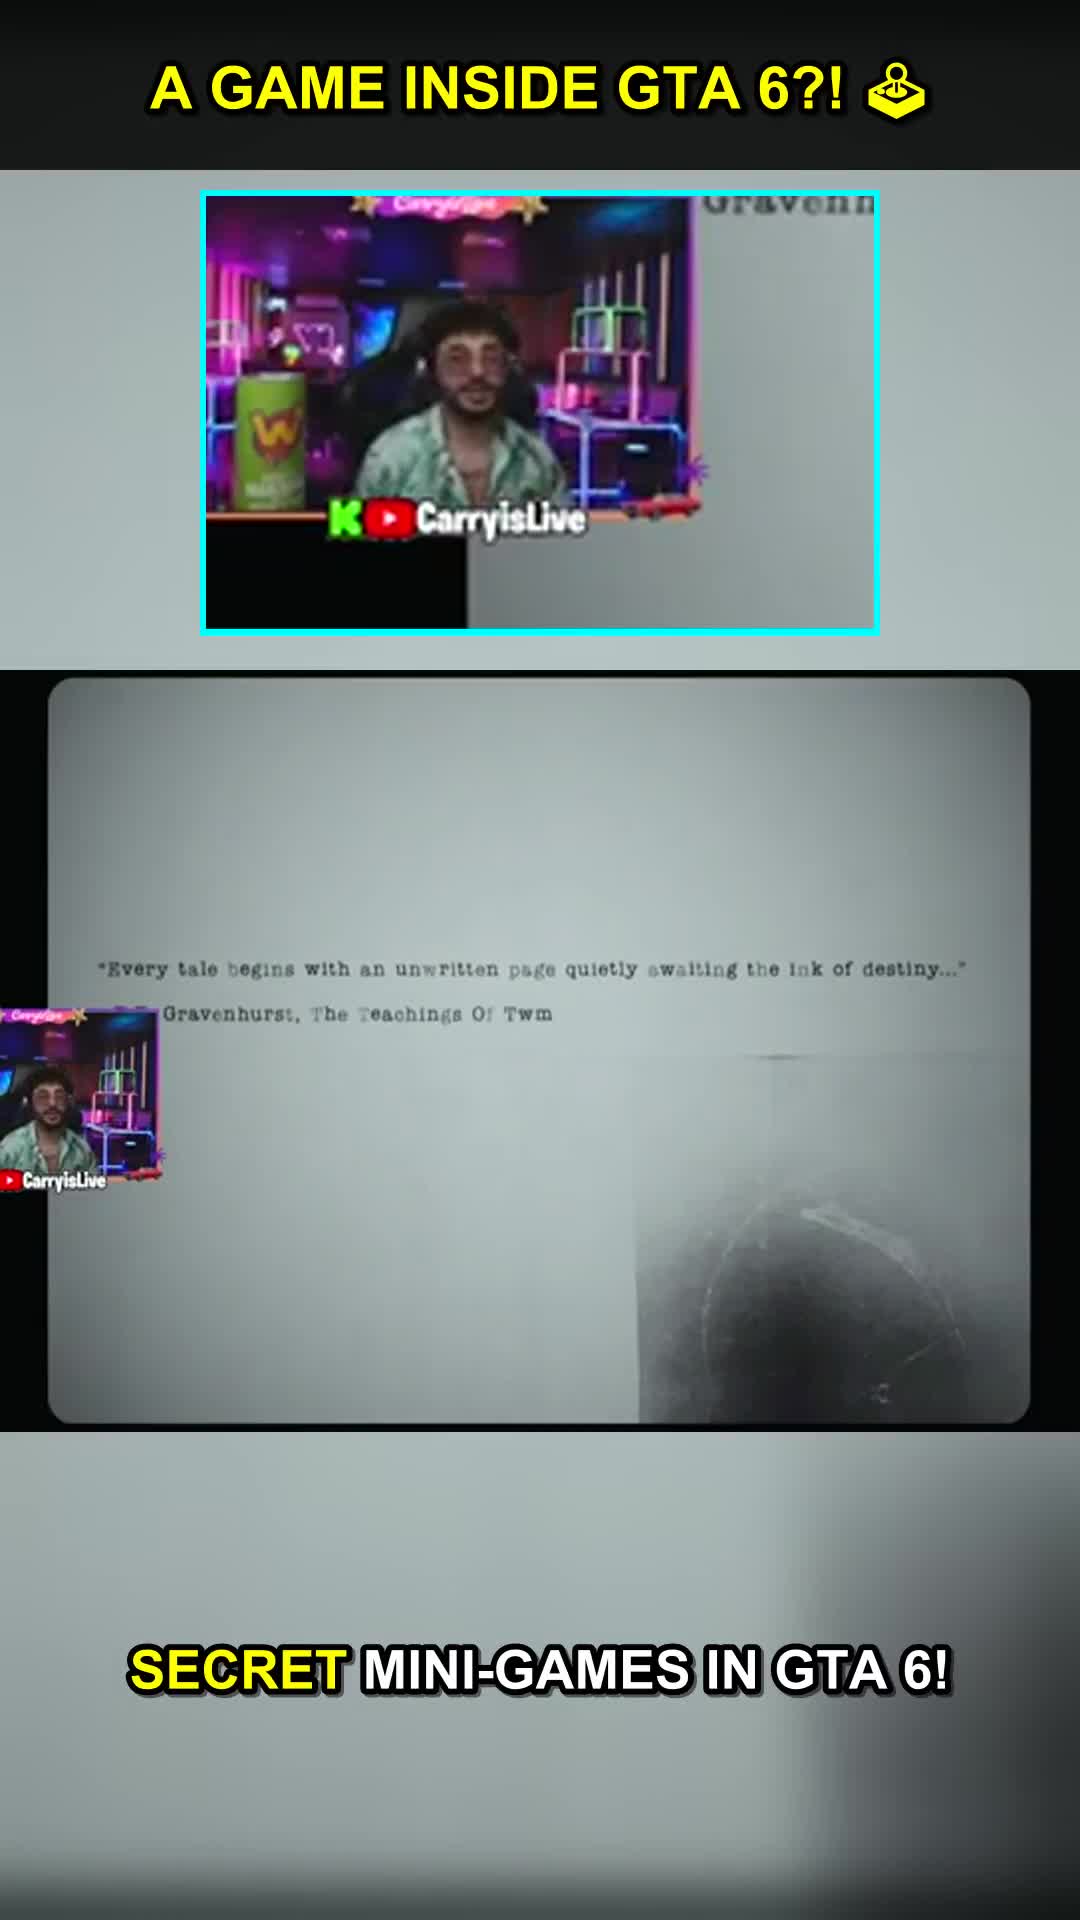 A GAME INSIDE GTA 6?!
Gravenh
CarryisLive
"Every tale begins with an unwritten page quietly awaiting the ink of destiny..."
Gravenhurst, The Teachings Of Twm
CarryisLive
SECRET MINI-GAMES IN GTA 6!